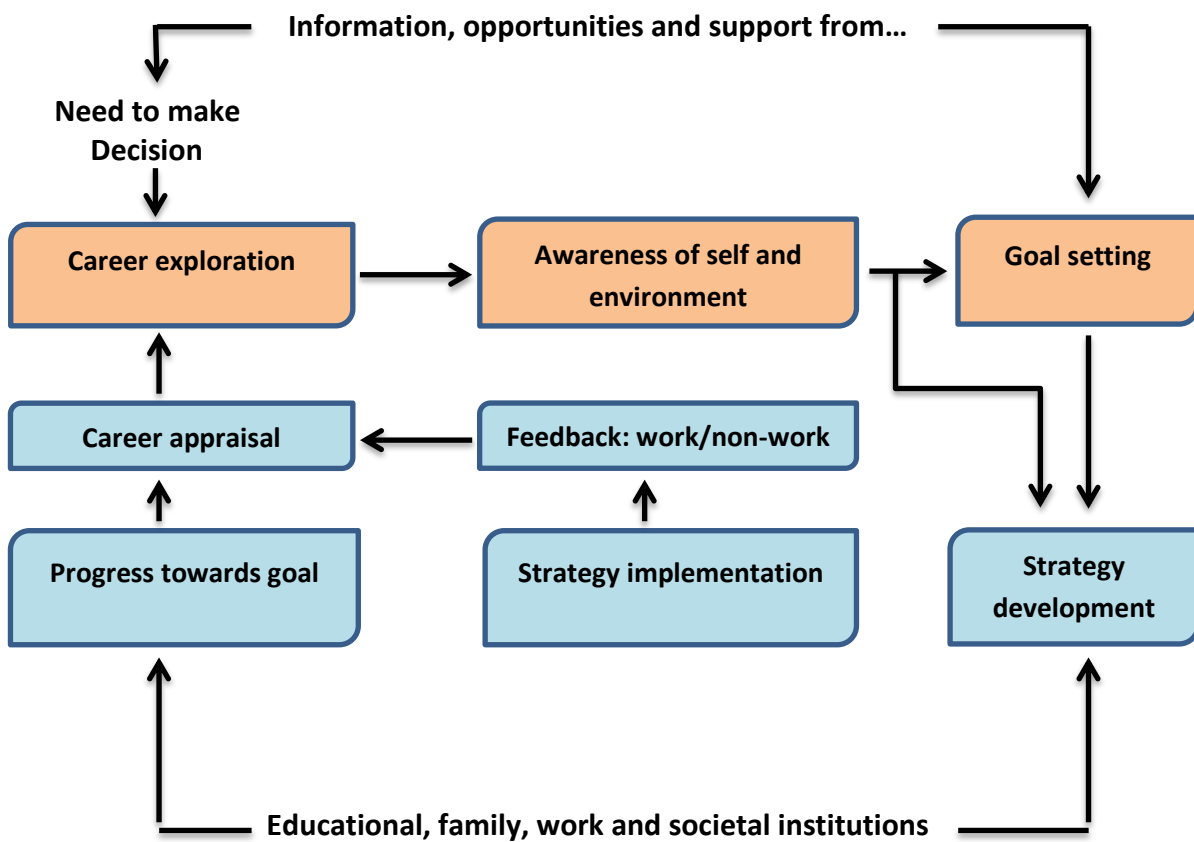 Information, opportunities and support from…
Need to make
Decision
Career exploration
Awareness of self and
environment
Goal setting
Career appraisal
Feedback: work/non-work
Progress towards goal
Strategy implementation
Strategy
development
Educational, family, work and societal institutions